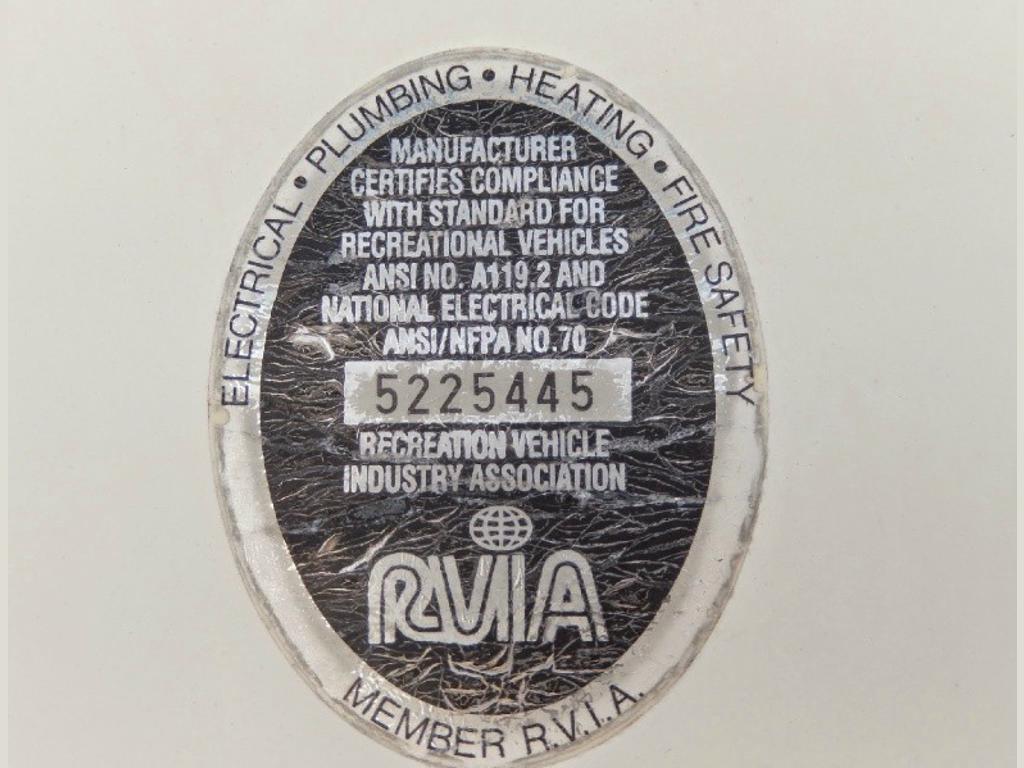 ELECTRICAL • PLUMBING • HEATING • FIRE SAFETY
MANUFACTURER
CERTIFIES COMPLIANCE
WITH STANDARD FOR
RECREATIONAL VEHICLES
ANSI NO. A119.2 AND
NATIONAL ELECTRICAL CODE
ANSI/NFPA NO.70
5225445
RECREATION VEHICLE
INDUSTRY ASSOCIATION
RVIA
MEMBER R.V.I.A.